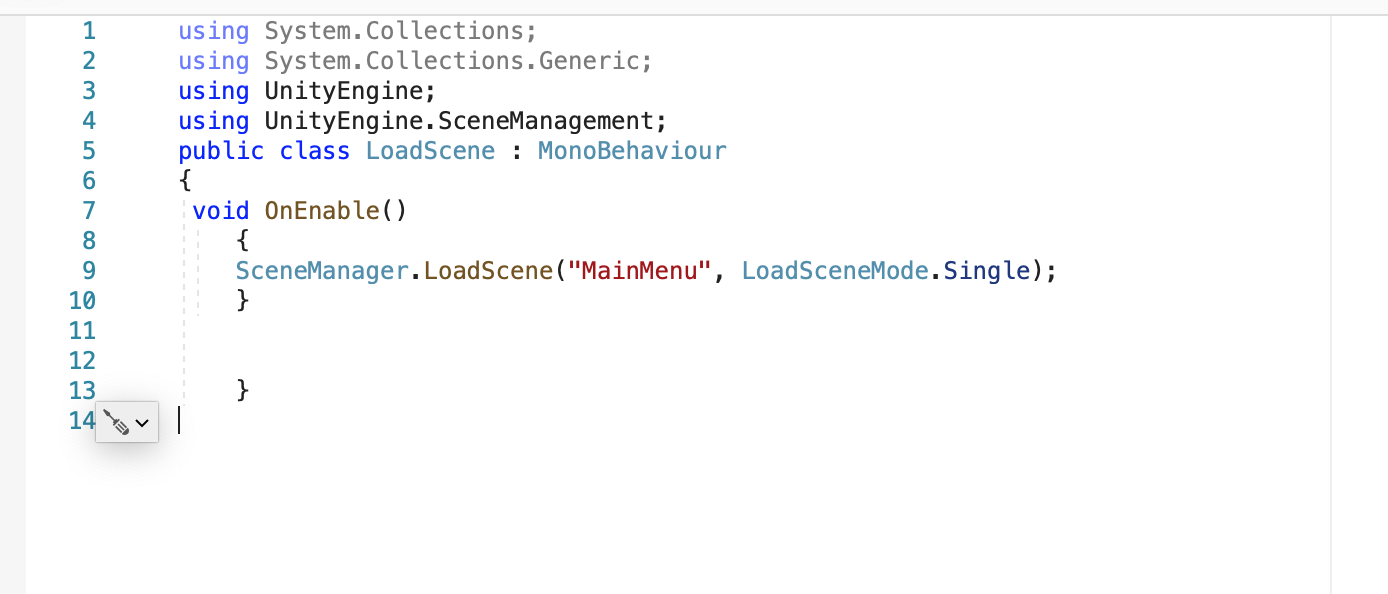 1 using System.Collections;
2 using System.Collections.Generic;
3 using UnityEngine;
4 using UnityEngine.SceneManagement;
5 public class LoadScene : MonoBehaviour
6 {
7 void OnEnable()
8 {
9 SceneManager.LoadScene("MainMenu", LoadSceneMode.Single);
10 }
11
12
13 }
14